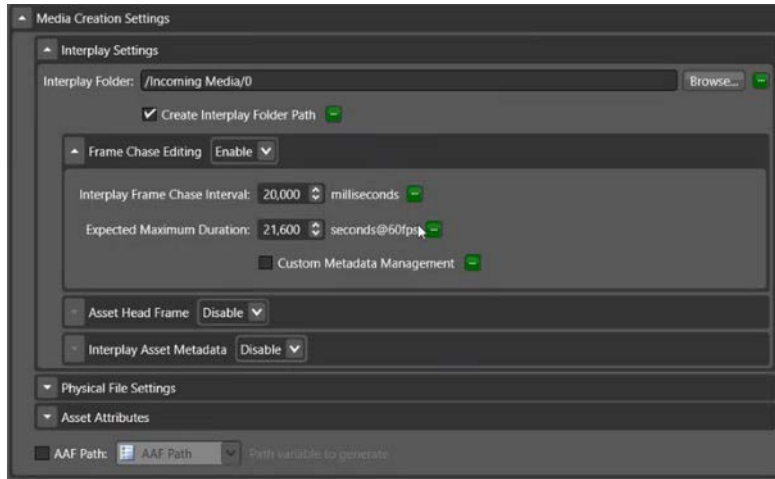 Media Creation Settings
Interplay Settings
Interplay Folder: /Incoming Media/0 Browse...
Create Interplay Folder Path
Frame Chase Editing Enable
Interplay Frame Chase Interval: 20,000 milliseconds
Expected Maximum Duration: 21,600 seconds@60fps
Custom Metadata Management
Asset Head Frame Disable
Interplay Asset Metadata Disable
Physical File Settings
Asset Attributes
AAF Path: AAF Path Path variable to generate